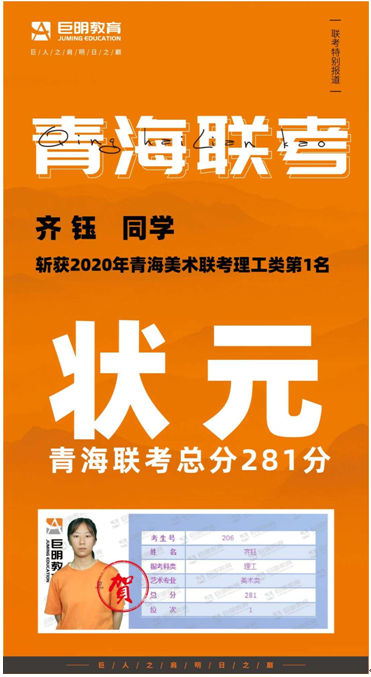 巨明教育
JUMING EDUCATION
巨/人/之/肩/明/日/之/巅
联考特别报道
青海联考
Qing hai Lian kao
齐钰 同学
斩获2020年青海美术联考理工类第1名
状元
青海联考总分281分
巨明教育
JUMING EDUCATION
考生号 206
姓名 齐钰
报考科类 理工
艺术专业 美术类
总分 281
位次 1
賀
巨/人/之/肩/明/日/之/巅